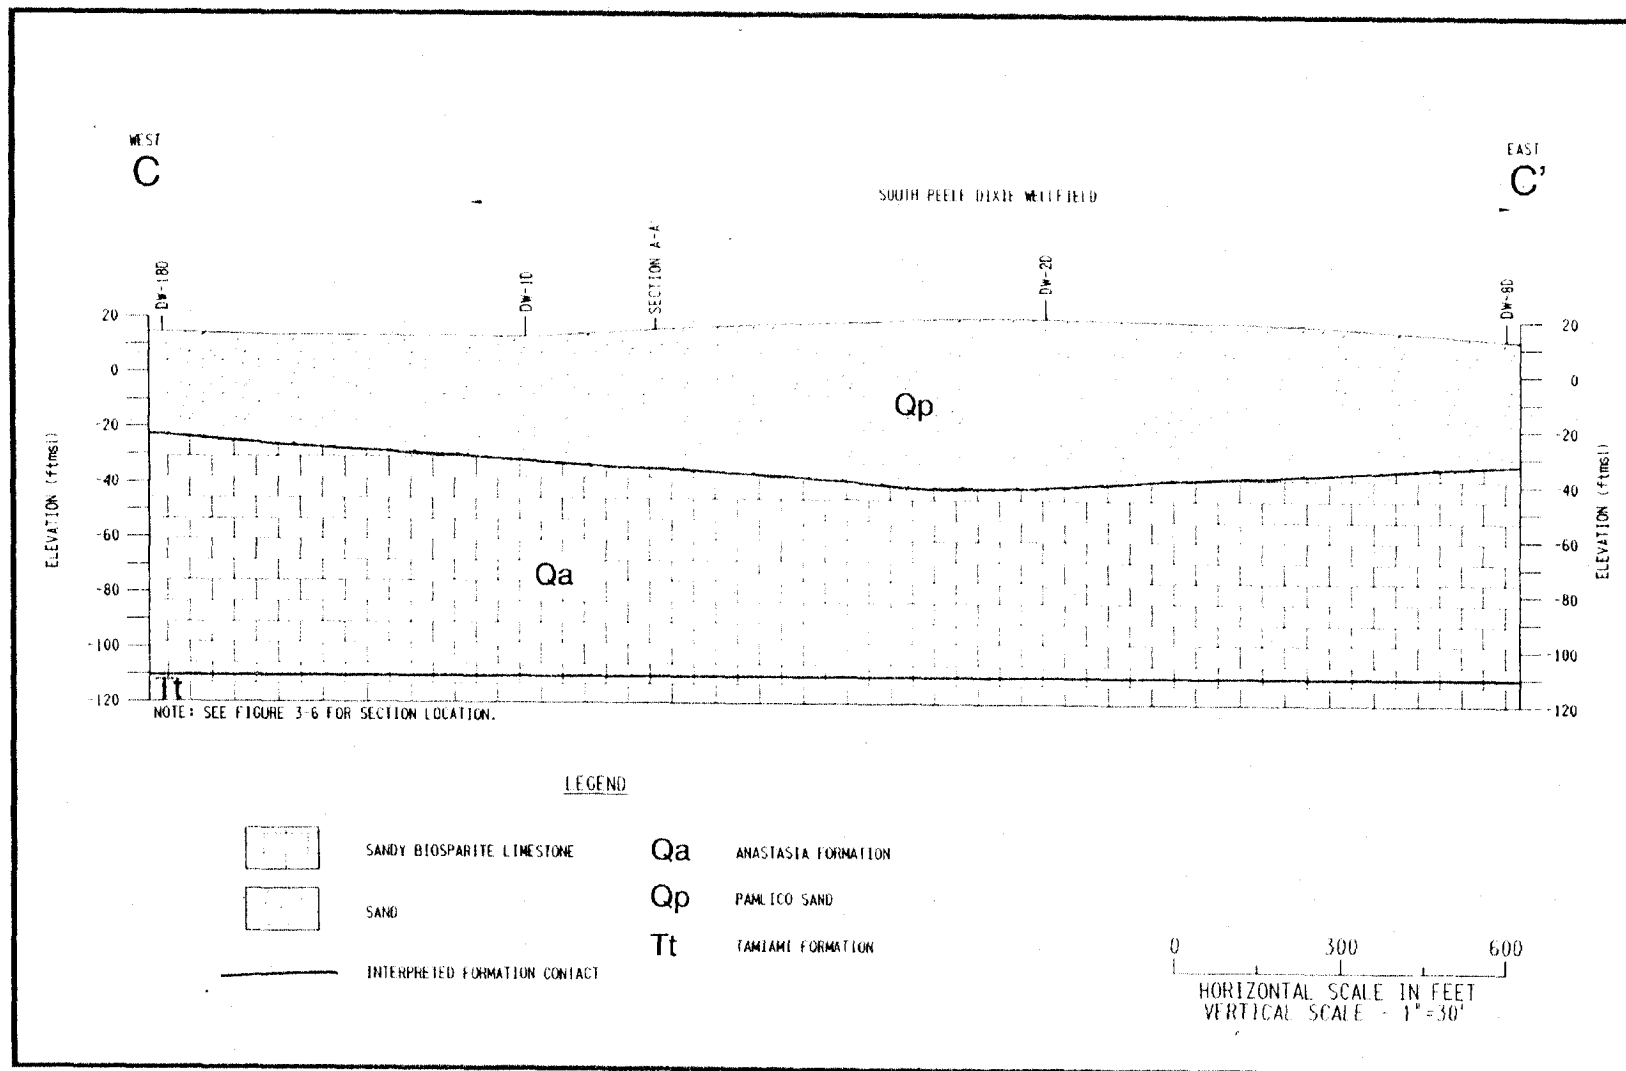 WEST
C
EAST
C'
SOUTH PEELE DIXIE WELLFIELD
DW-18D
DW-1D
SECTION A-A'
DW-2D
DW-8D
20
0
-20
-40
-60
-80
-100
-120
ELEVATION (ftmsl)
20
0
-20
-40
-60
-80
-100
-120
ELEVATION (ftmsl)
Qp
Qa
Tt
NOTE: SEE FIGURE 3-6 FOR SECTION LOCATION.
LEGEND
SANDY BIOSPARITE LIMESTONE
SAND
INTERPRETED FORMATION CONTACT
Qa ANASTASIA FORMATION
Qp PAMLICO SAND
Tt TAMIAMI FORMATION
0 300 600
HORIZONTAL SCALE IN FEET
VERTICAL SCALE - 1"=30'